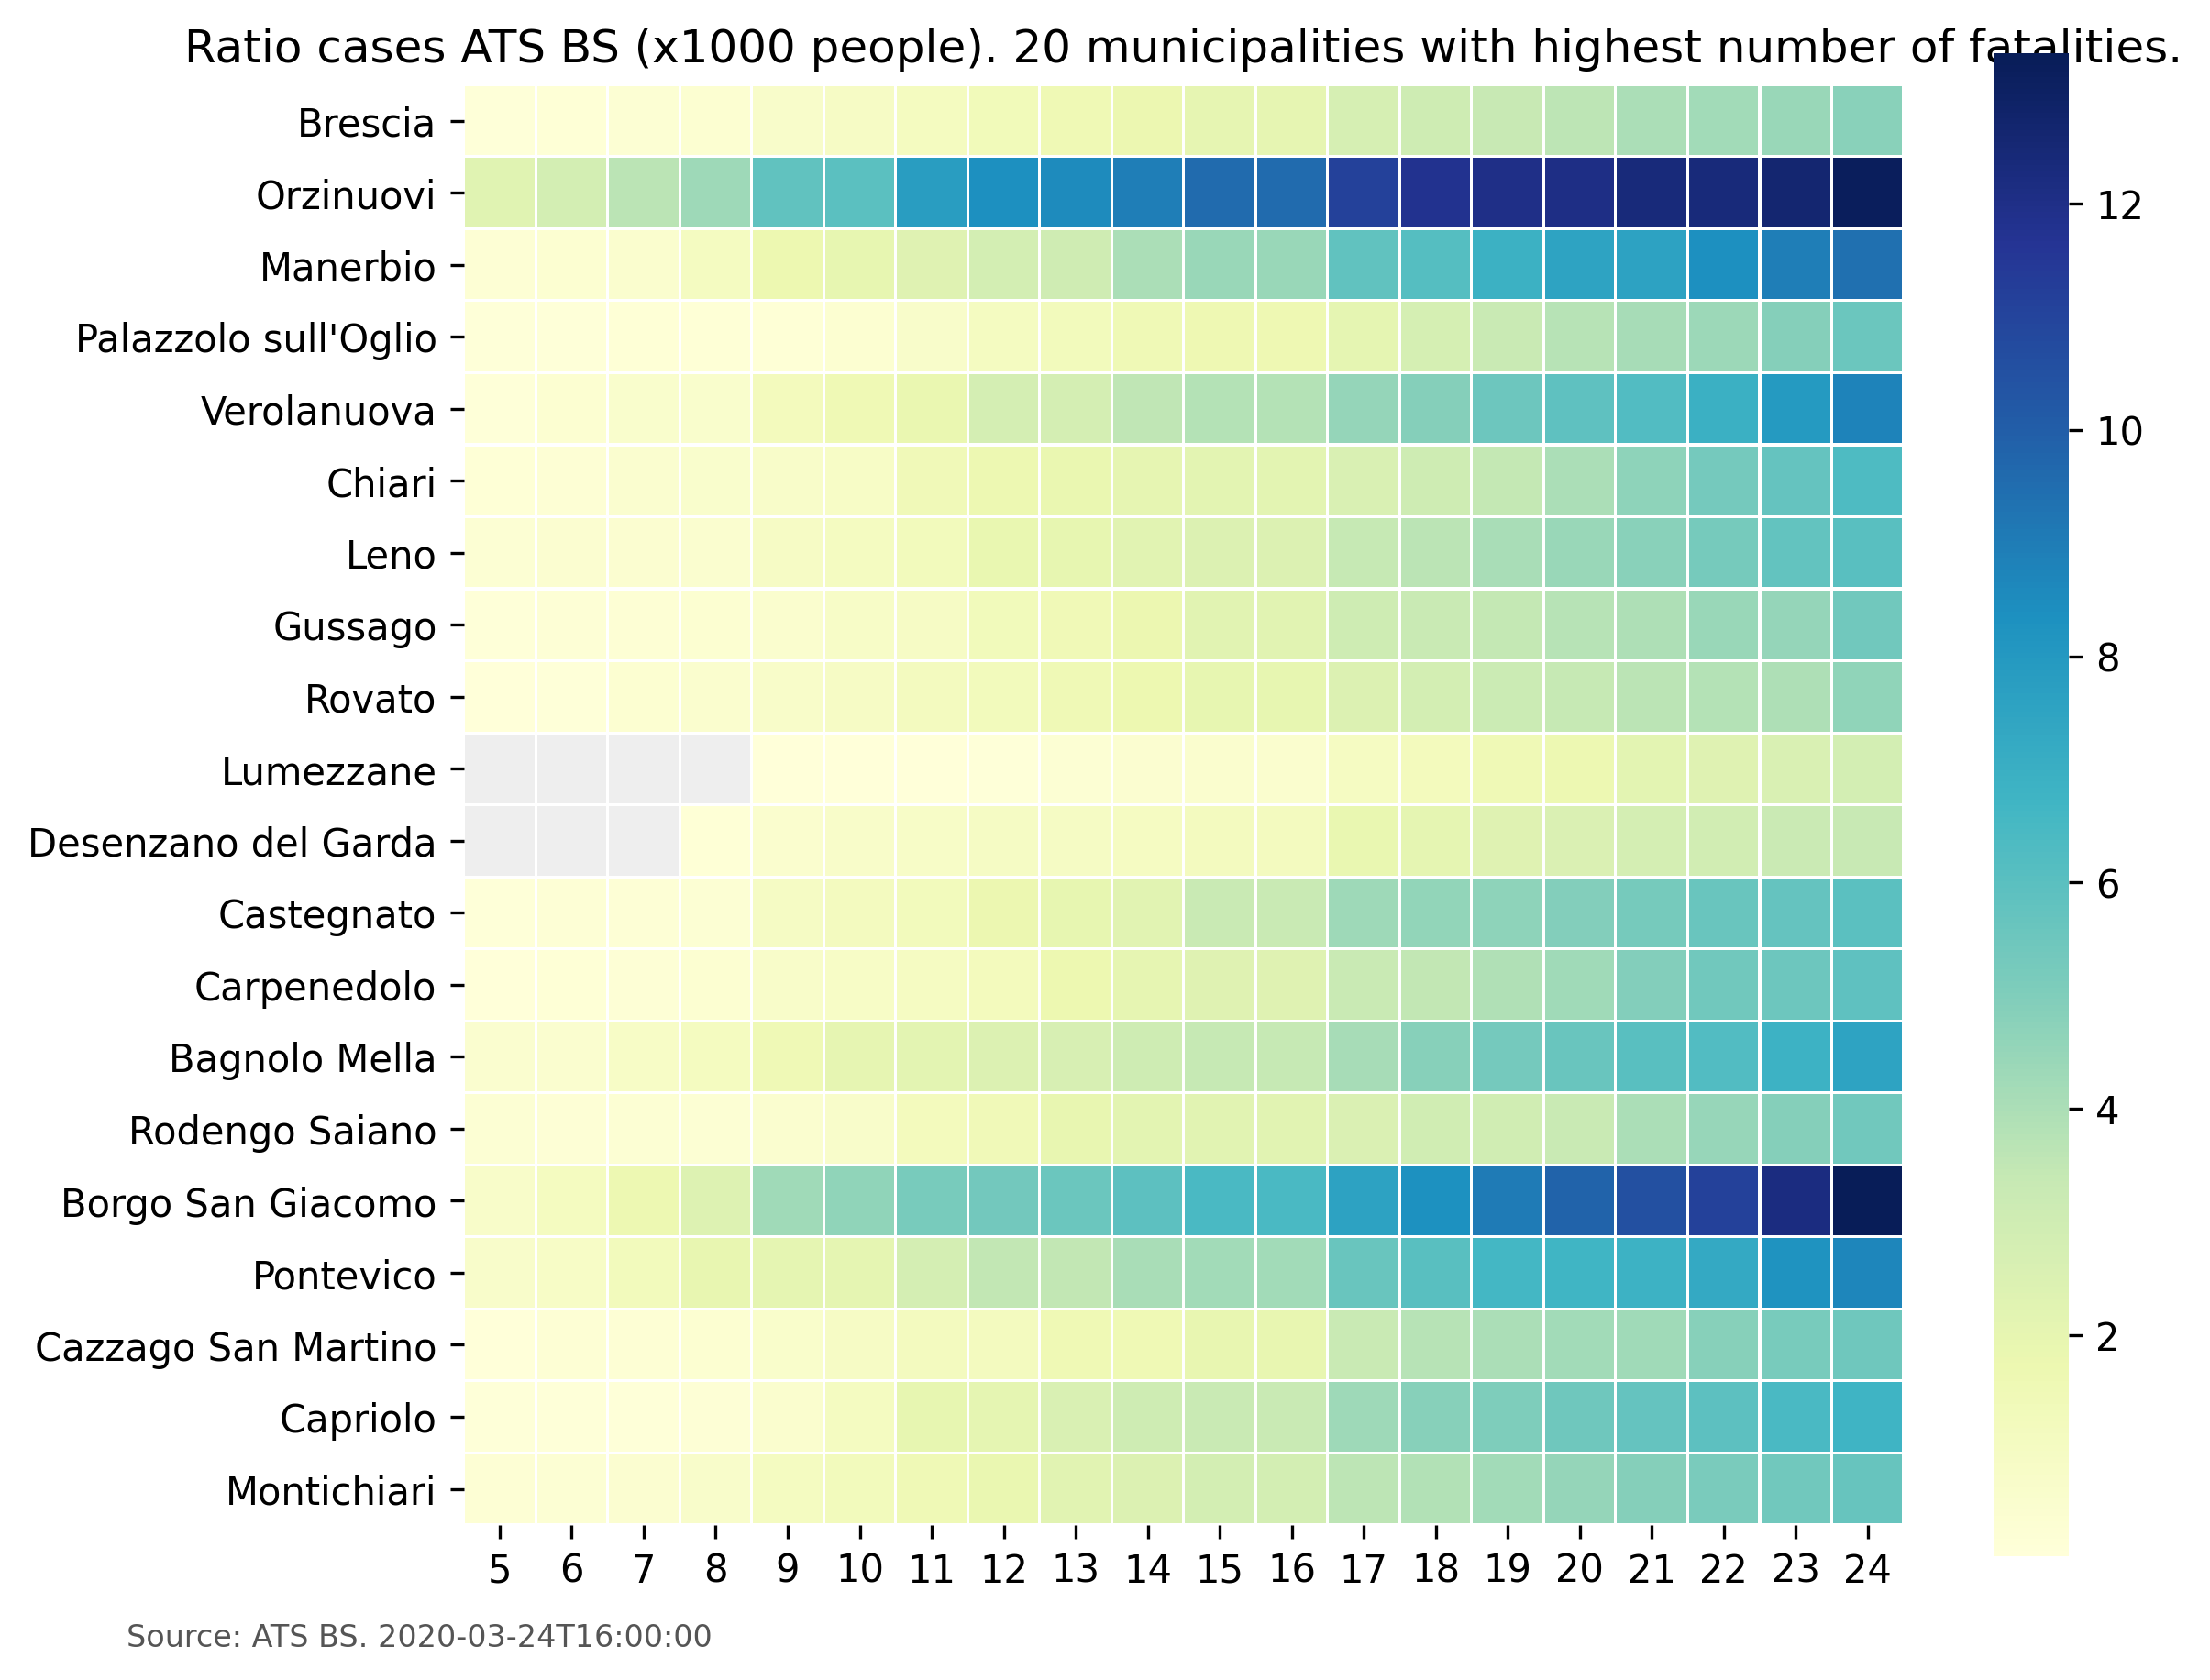 Ratio cases ATS BS (x1000 people). 20 municipalities with highest number of fatalities.
Brescia
Orzinuovi
Manerbio
Palazzolo sull'Oglio
Verolanuova
Chiari
Leno
Gussago
Rovato
Lumezzane
Desenzano del Garda
Castegnato
Carpenedolo
Bagnolo Mella
Rodengo Saiano
Borgo San Giacomo
Pontevico
Cazzago San Martino
Capriolo
Montichiari
5 6 7 8 9 10 11 12 13 14 15 16 17 18 19 20 21 22 23 24
12
10
8
6
4
2
Source: ATS BS. 2020-03-24T16:00:00